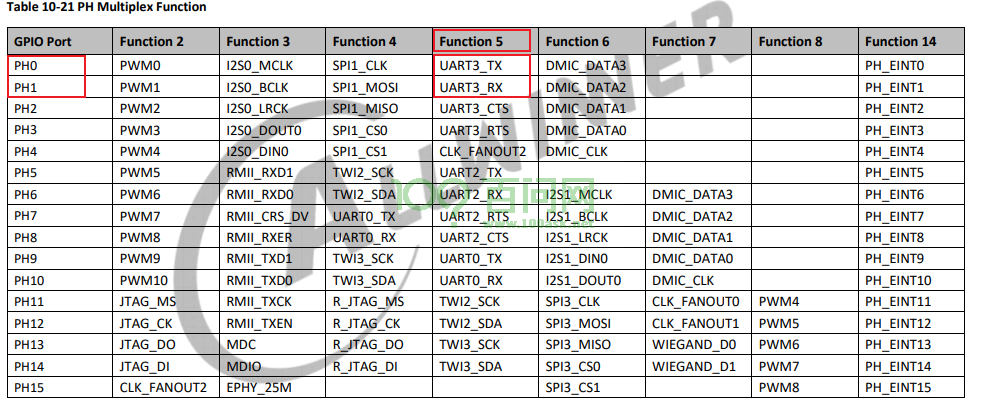 Table 10-21 PH Multiplex Function
GPIO Port Function 2 Function 3 Function 4 Function 5 Function 6 Function 7 Function 8 Function 14
PH0 PWM0 I2S0_MCLK SPI1_CLK UART3_TX DMIC_DATA3 PH_EINT0
PH1 PWM1 I2S0_BCLK SPI1_MOSI UART3_RX DMIC_DATA2 PH_EINT1
PH2 PWM2 I2S0_LRCK SPI1_MISO UART3_CTS DMIC_DATA1 PH_EINT2
PH3 PWM3 I2S0_DOUT0 SPI1_CS0 UART3_RTS DMIC_DATA0 PH_EINT3
PH4 PWM4 I2S0_DIN0 SPI1_CS1 CLK_FANOUT2 DMIC_CLK PH_EINT4
PH5 PWM5 RMII_RXD1 TWI2_SCK UART2_TX PH_EINT5
PH6 PWM6 RMII_RXD0 TWI2_SDA UART2_RX I2S1_MCLK DMIC_DATA3 PH_EINT6
PH7 PWM7 RMII_CRS_DV UART0_TX UART2_RTS I2S1_BCLK DMIC_DATA2 PH_EINT7
PH8 PWM8 RMII_RXER UART0_RX UART2_CTS I2S1_LRCK DMIC_DATA1 PH_EINT8
PH9 PWM9 RMII_TXD1 TWI3_SCK UART0_TX I2S1_DIN0 DMIC_DATA0 PH_EINT9
PH10 PWM10 RMII_TXD0 TWI3_SDA UART0_RX I2S1_DOUT0 DMIC_CLK PH_EINT10
PH11 JTAG_MS RMII_TXCK R_JTAG_MS TWI2_SCK SPI3_CLK CLK_FANOUT0 PWM4 PH_EINT11
PH12 JTAG_CK RMII_TXEN R_JTAG_CK TWI2_SDA SPI3_MOSI CLK_FANOUT1 PWM5 PH_EINT12
PH13 JTAG_DO MDC R_JTAG_DO TWI3_SCK SPI3_MISO WIEGAND_D0 PWM6 PH_EINT13
PH14 JTAG_DI MDIO R_JTAG_DI TWI3_SDA SPI3_CS0 WIEGAND_D1 PWM7 PH_EINT14
PH15 CLK_FANOUT2 EPHY_25M SPI3_CS1 PWM8 PH_EINT15
ALLWINNER
百问网
www.100ask.net